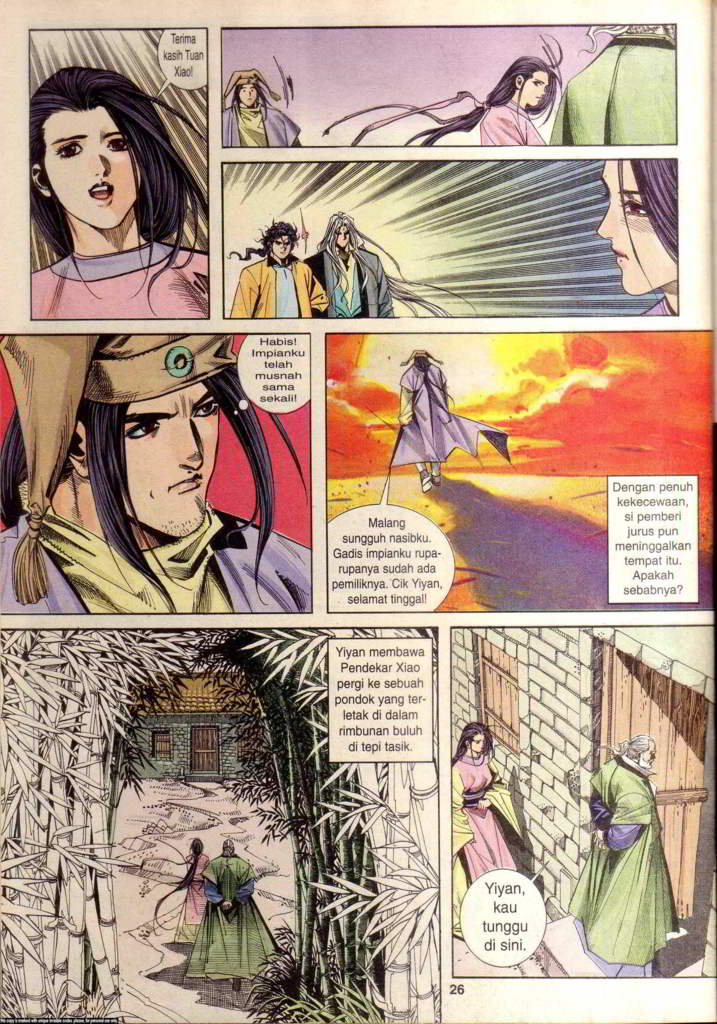 Terima
kasih Tuan
Xiao!
Habis!
Impianku
telah
musnah
sama
sekali!
Malang
sungguh nasibku.
Gadis impianku rupa-
rupanya sudah ada
pemiliknya. Cik Yiyan,
selamat tinggal!
Dengan penuh
kekecewaan,
si pemberi
jurus pun
meninggalkan
tempat itu.
Apakah
sebabnya?
Yiyan membawa
Pendekar Xiao
pergi ke sebuah
pondok yang ter-
letak di dalam
rimbunan buluh
di tepi tasik.
Yiyan,
kau
tunggu
di sini.
26